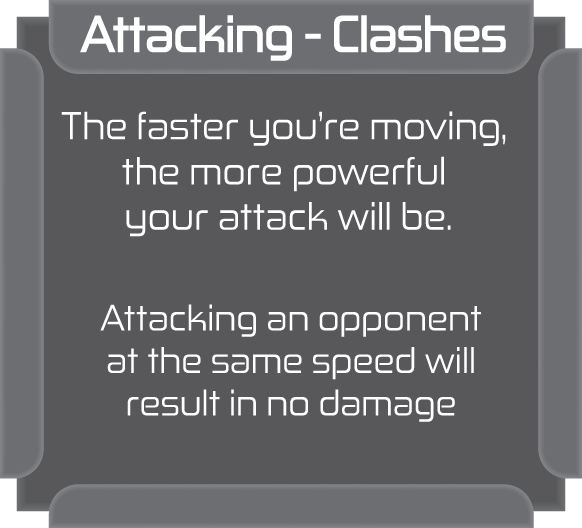 Attacking - Clashes
The faster you're moving,
the more powerful
your attack will be.
Attacking an opponent
at the same speed will
result in no damage